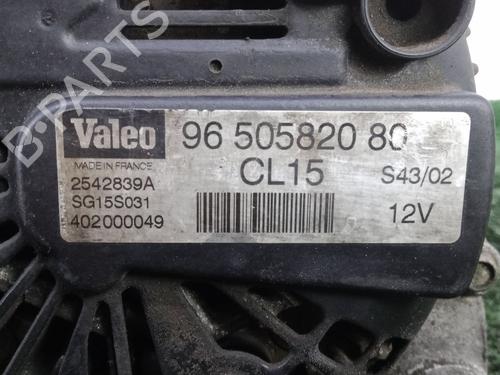 Valeo
96 505820 80
MADE IN FRANCE
CL15
S43/02
2542839A
SG15S031
12V
402000049
B-PARTS